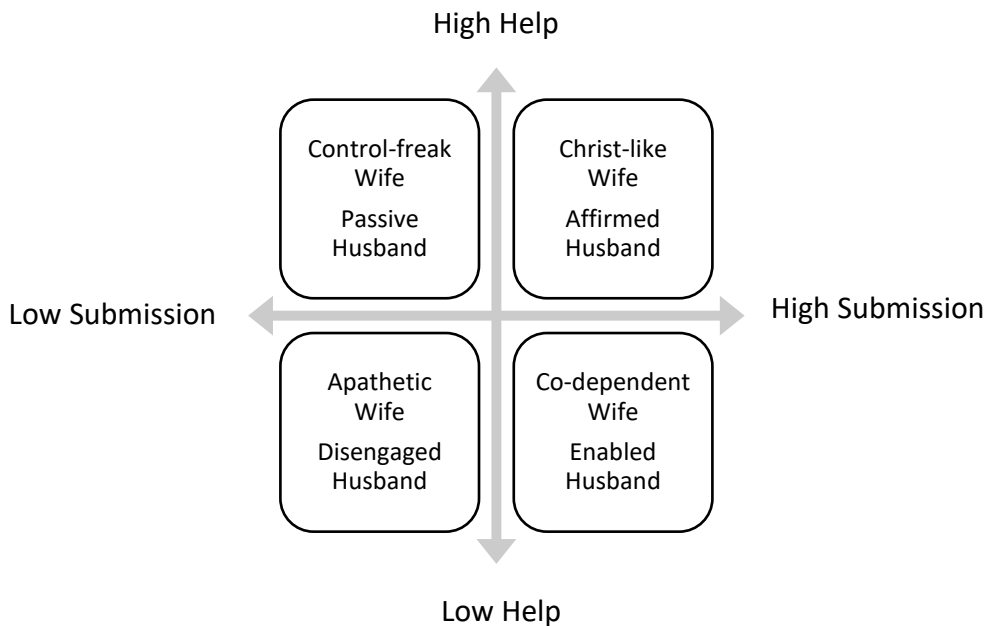 High Help
Control-freak
Wife
Passive
Husband
Christ-like
Wife
Affirmed
Husband
Low Submission
High Submission
Apathetic
Wife
Disengaged
Husband
Co-dependent
Wife
Enabled
Husband
Low Help